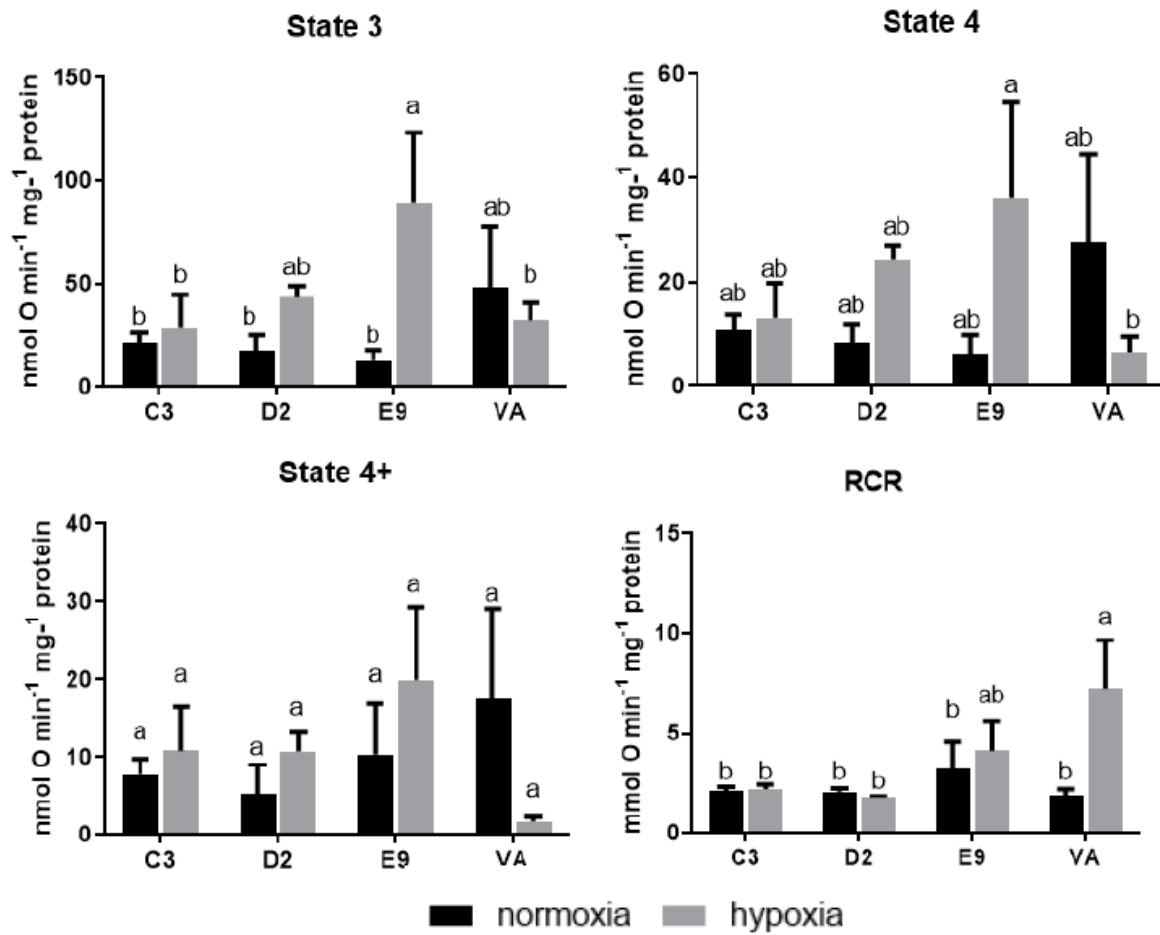 State 3
nmol O min⁻¹ mg-¹ protein
150
100
50
0
b b b ab b a ab b
C3 D2 E9 VA
State 4
nmol O min⁻¹ mg-¹ protein
60
40
20
0
ab ab ab ab ab a ab b
C3 D2 E9 VA
State 4+
nmol O min⁻¹ mg-¹ protein
40
30
20
10
0
a a a a a a a a
C3 D2 E9 VA
RCR
mmol O min⁻¹ mg⁻¹ protein
15
10
5
0
b b b b b ab b a
C3 D2 E9 VA
normoxia hypoxia